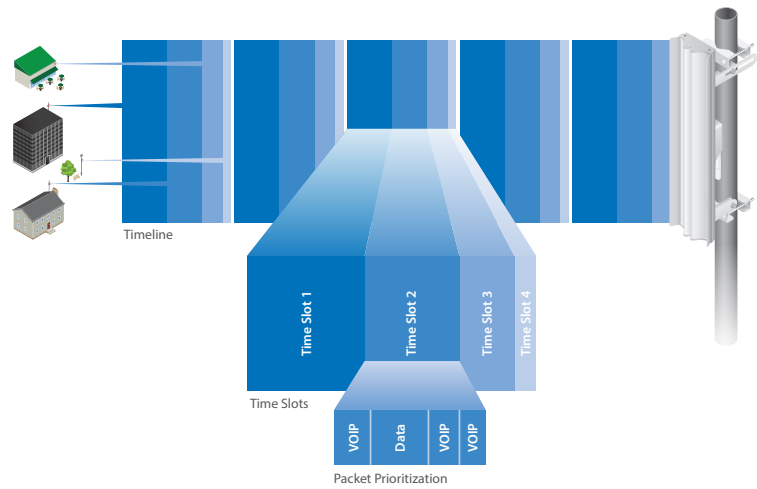 Timeline
Time Slot 1
Time Slot 2
Time Slot 3
Time Slot 4
Time Slots
VOIP
Data
VOIP
VOIP
Packet Prioritization